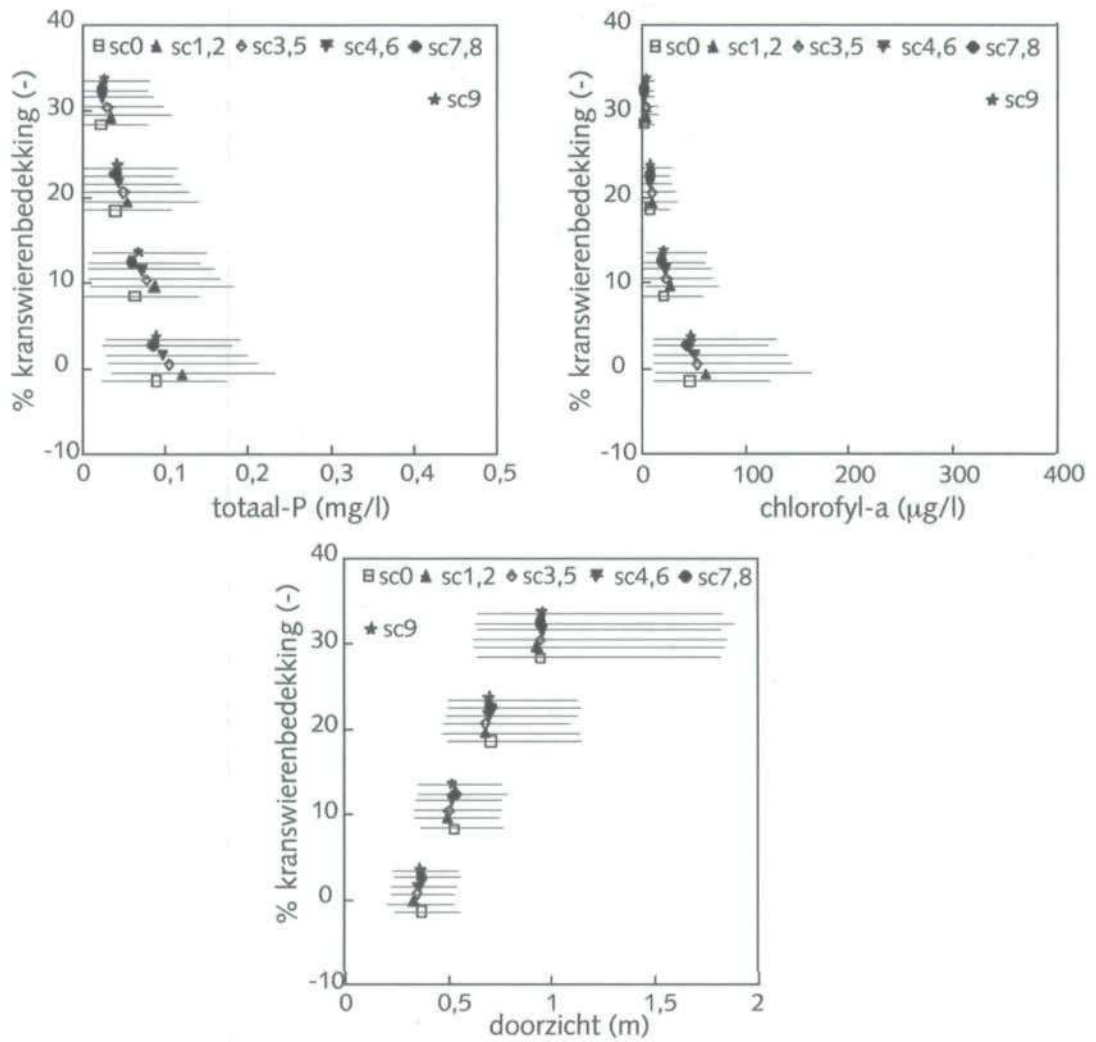 40
sc0 sc1,2 sc3,5 sc4,6 sc7,8
sc9
30
20
10
0
-10
% kranswierenbedekking (-)
0 0,1 0,2 0,3 0,4 0,5
totaal-P (mg/l)
40
sc0 sc1,2 sc3,5 sc4,6 sc7,8
sc9
30
20
10
0
-10
% kranswierenbedekking (-)
0 100 200 300 400
chlorofyl-a (µg/l)
40
sc0 sc1,2 sc3,5 sc4,6 sc7,8
sc9
30
20
10
0
-10
% kranswierenbedekking (-)
0 0,5 1 1,5 2
doorzicht (m)